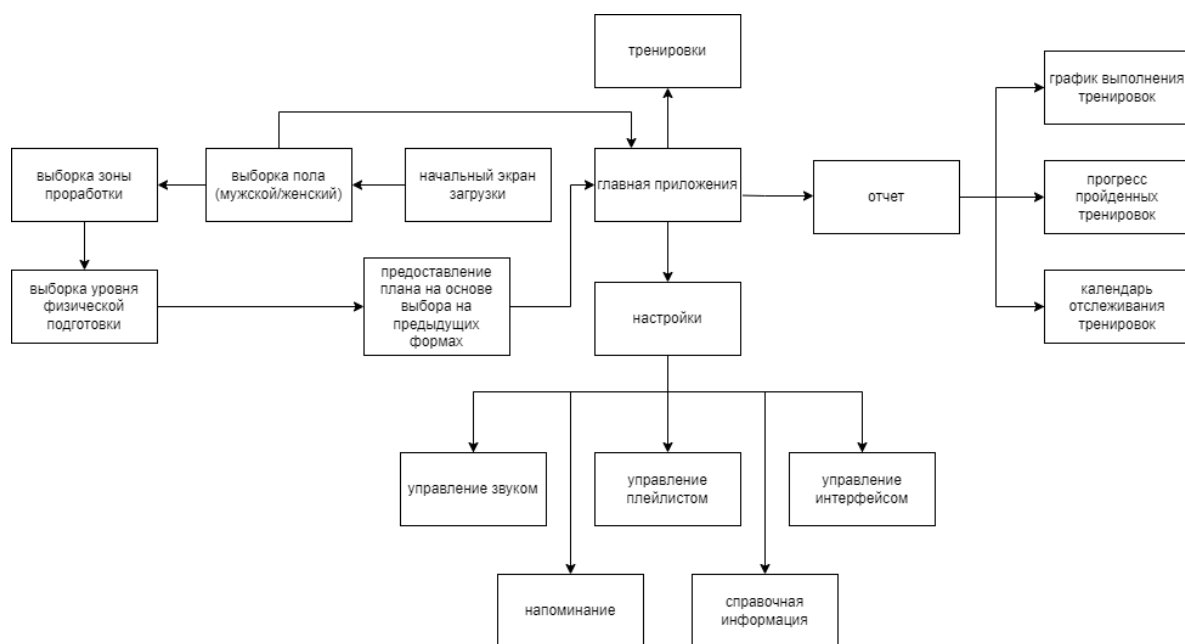 тренировки
график выполнения
тренировок
выборка зоны
проработки
выборка пола
(мужской/женский)
начальный экран
загрузки
главная приложения
отчет
прогресс
пройденных
тренировок
выборка уровня
физической
подготовки
предоставление
плана на основе
выбора на
предыдущих
формах
настройки
календарь
отслеживания
тренировок
управление звуком
управление
плейлистом
управление
интерфейсом
напоминание
справочная
информация